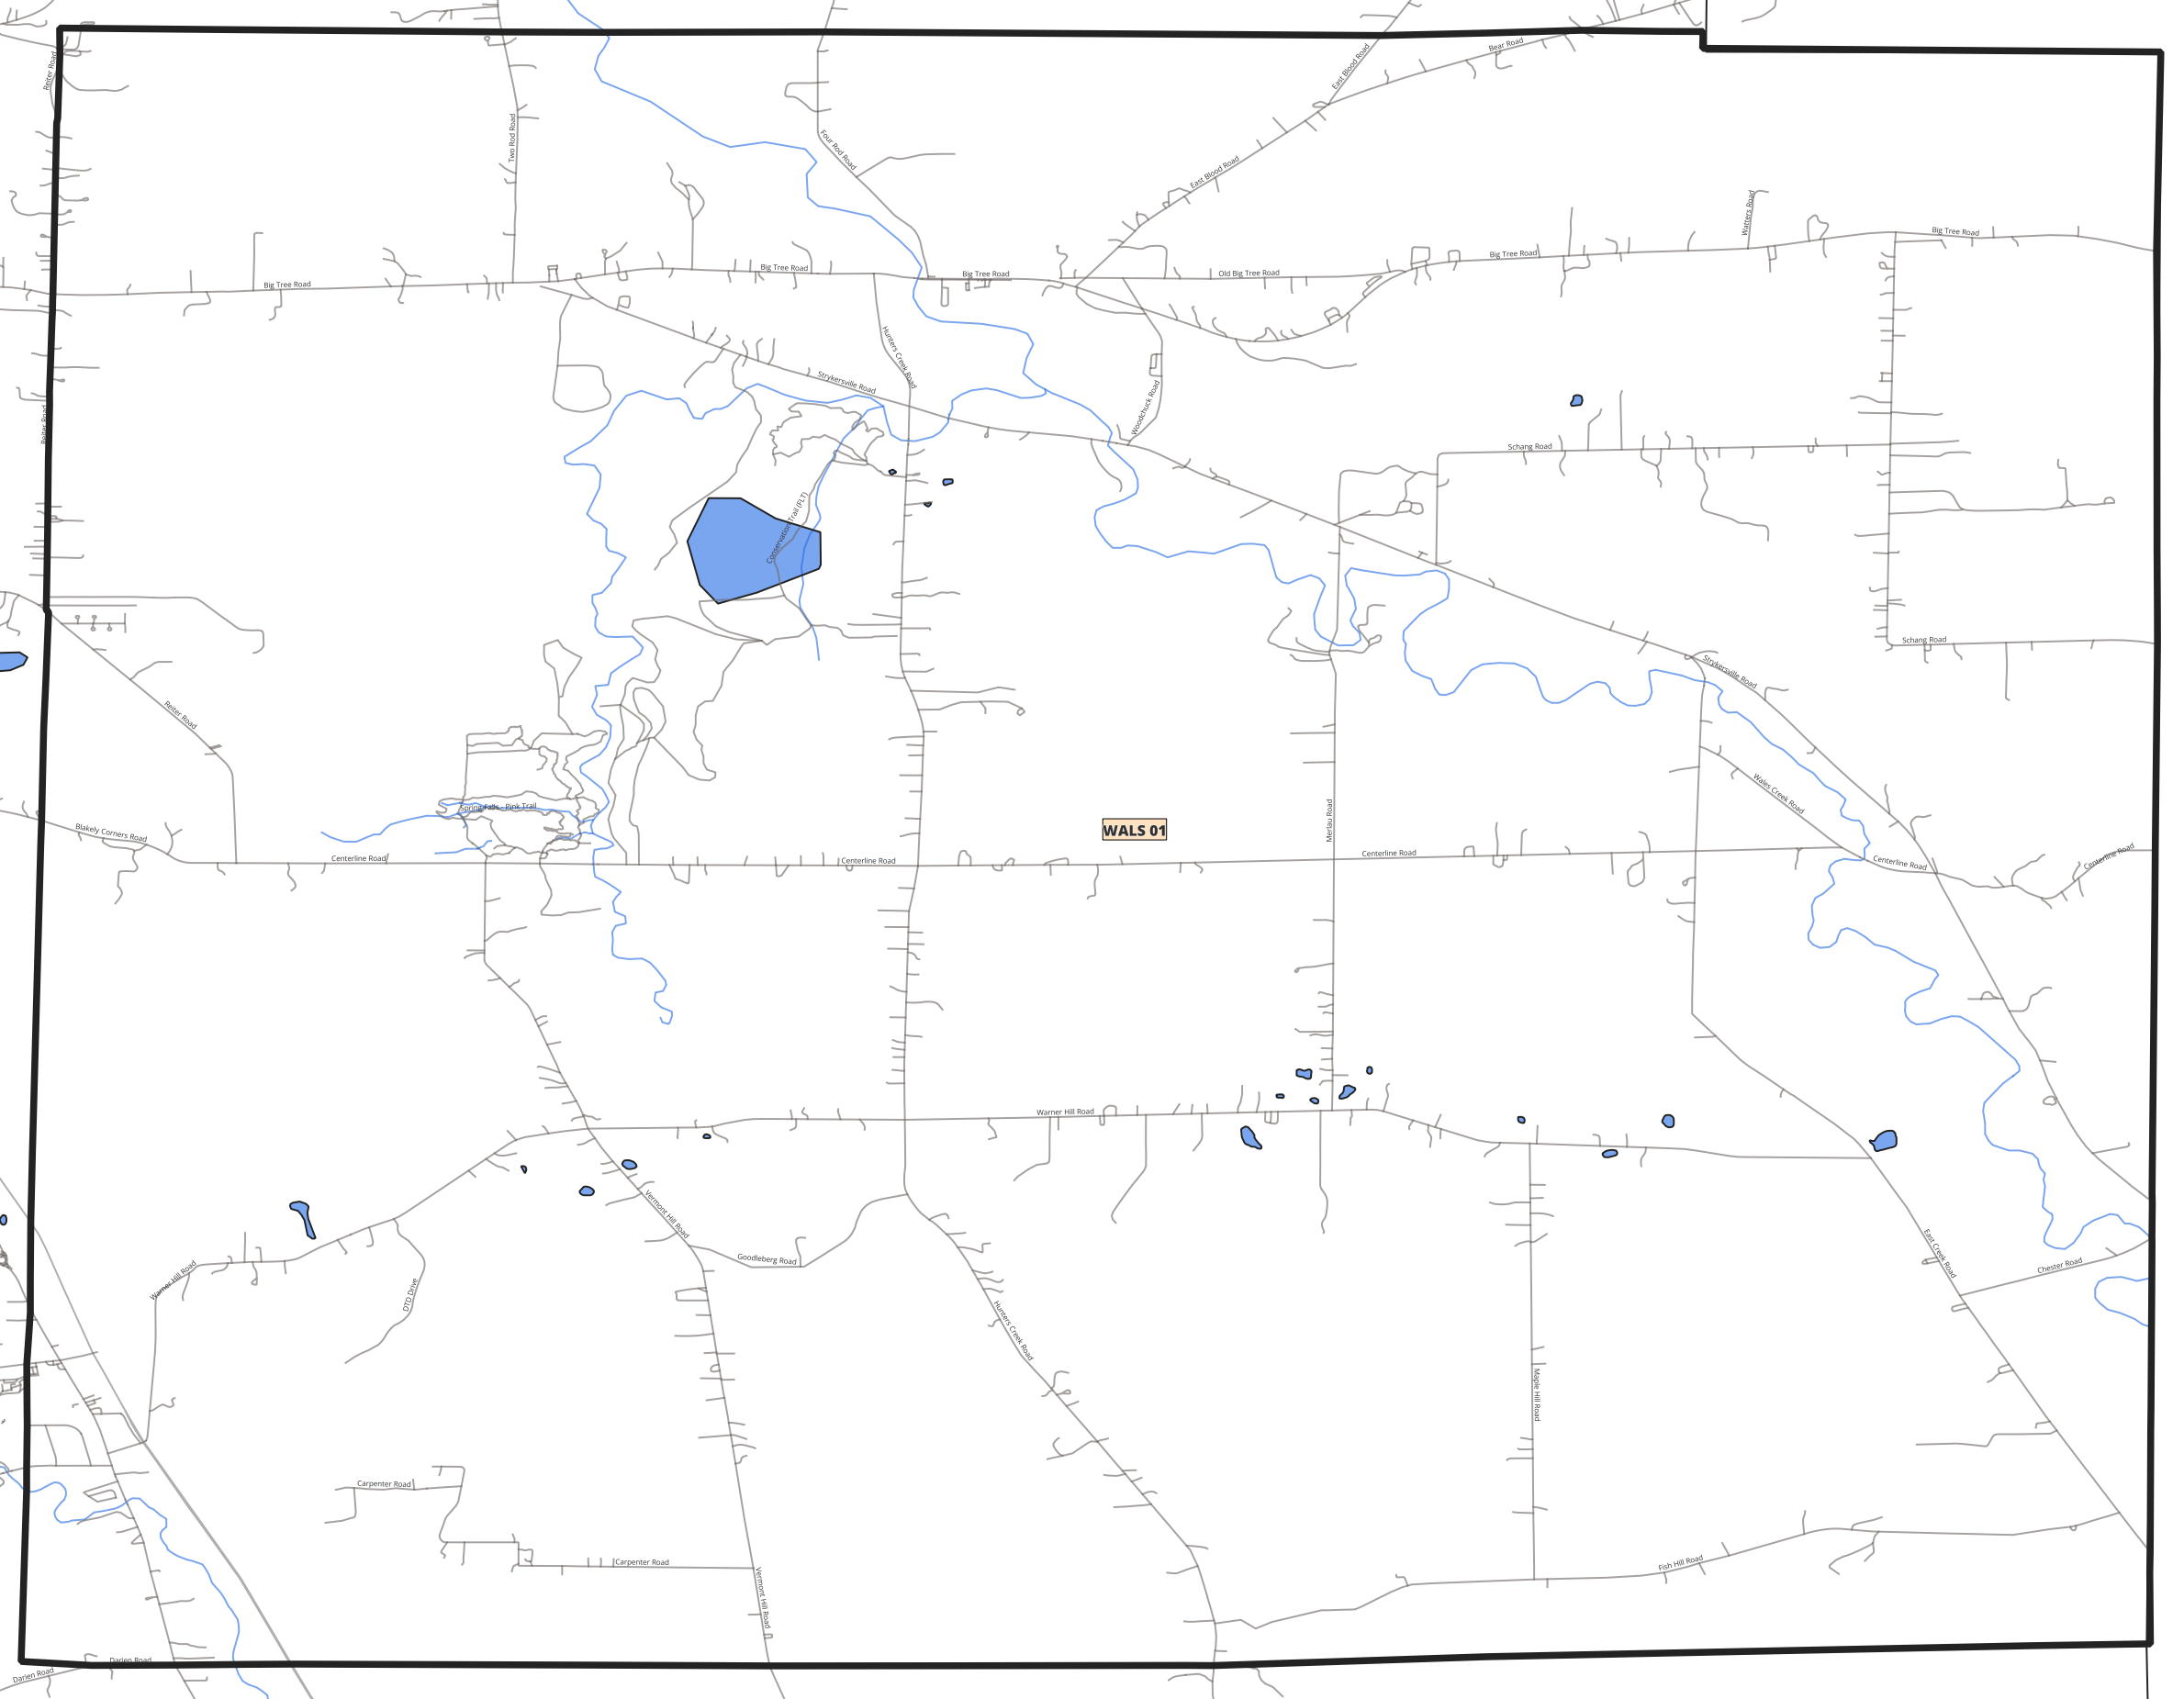 Bear Road
East Blood Road
Reiter Road
Two Rod Road
Four Rod Road
East Blood Road
Watters Road
Big Tree Road
Big Tree Road
Big Tree Road
Big Tree Road
Old Big Tree Road
Big Tree Road
Hunters Creek Road
Strykersville Road
Woodchuck Road
Reiter Road
Schang Road
Conservation Trail (FLT)
Schang Road
Strykersville Road
Reiter Road
Wales Creek Road
Spring Falls - Pink Trail
Merlau Road
WALS 01
Blakely Corners Road
Centerline Road
Centerline Road
Centerline Road
Centerline Road
Centerline Road
Warner Hill Road
Vermont Hill Road
Goodleberg Road
East Creek Road
Chester Road
Warner Hill Road
DTD Drive
Hunters Creek Road
Maple Hill Road
Carpenter Road
Carpenter Road
Fish Hill Road
Vermont Hill Road
Darien Road
Darien Road